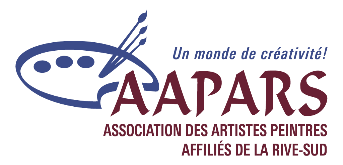 Un monde de créativité!
AAPARS
ASSOCIATION DES ARTISTES PEINTRES
AFFILIÉS DE LA RIVE-SUD